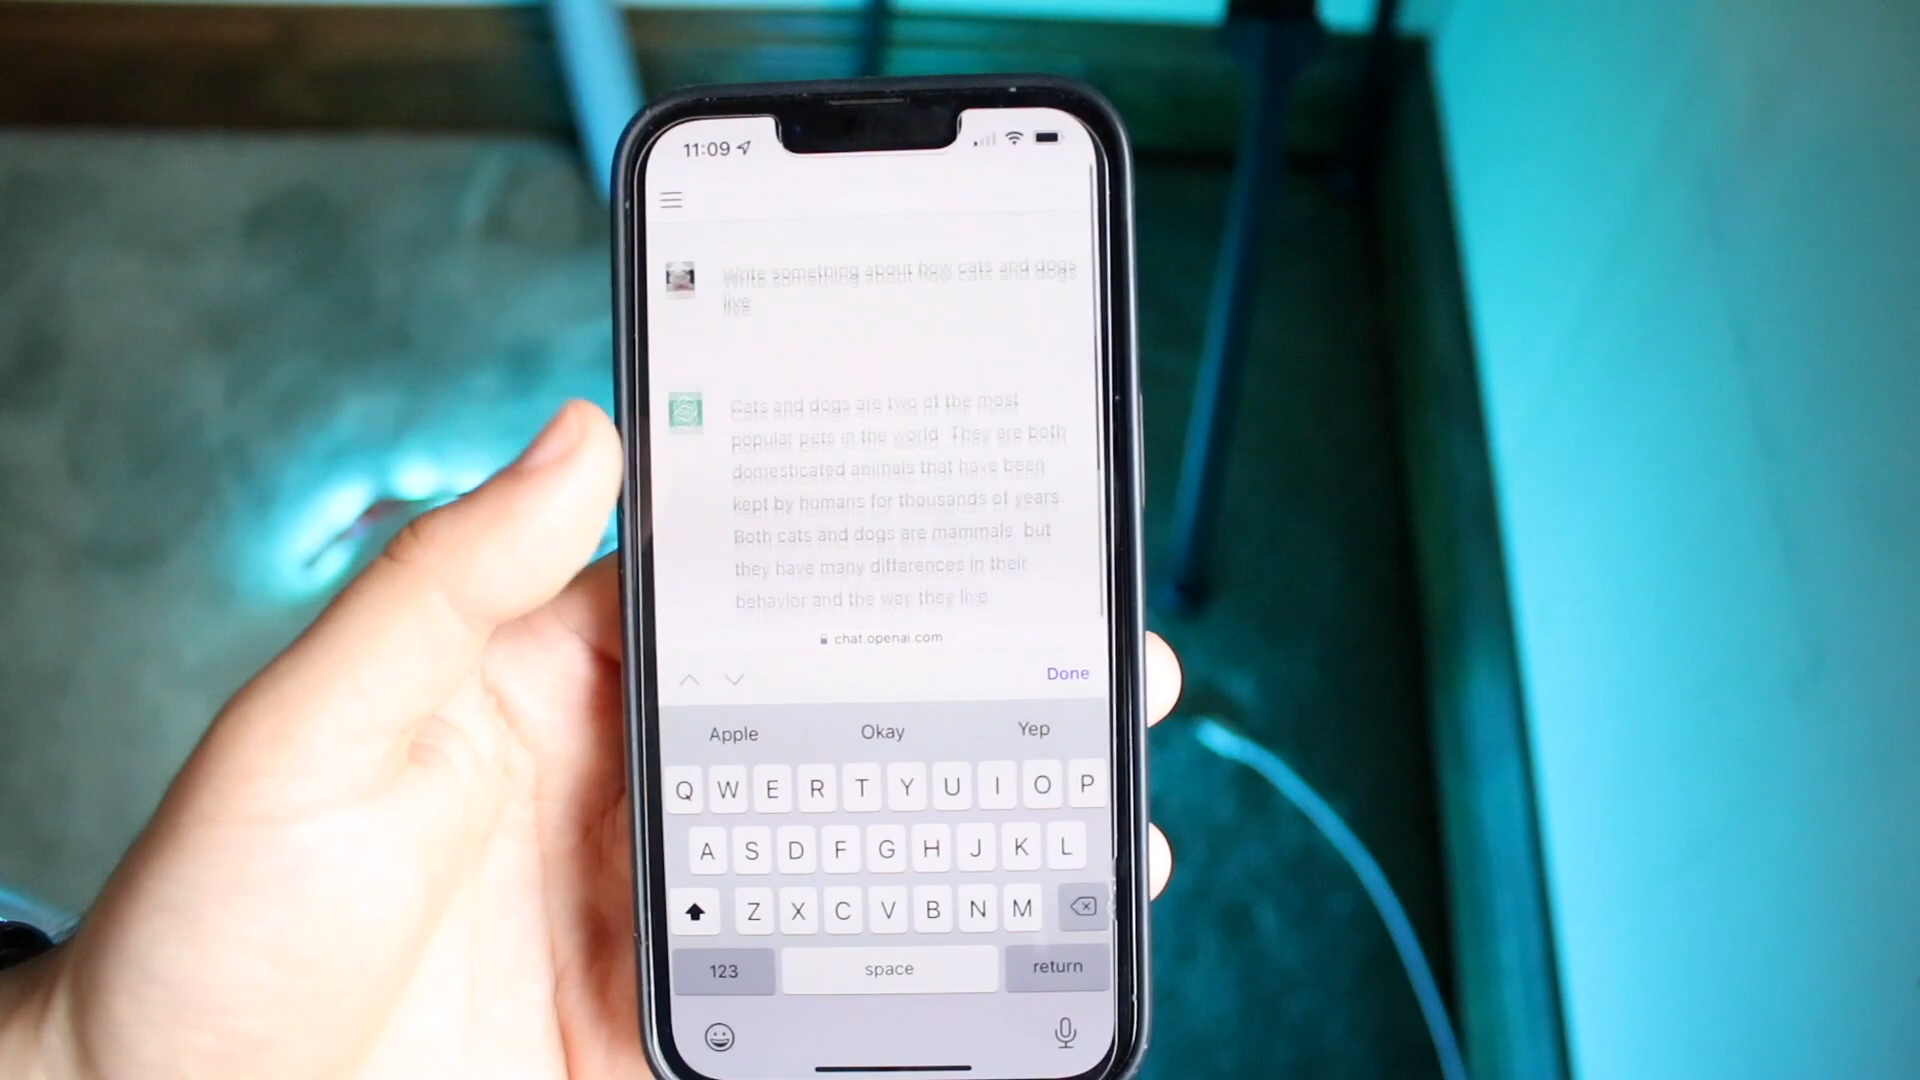 11:09
Write something about how cats and dogs
live
Cats and dogs are two of the most
popular pets in the world. They are both
domesticated animals that have been
kept by humans for thousands of years.
Both cats and dogs are mammals, but
they have many differences in their
behavior and the way they live.
chat.openai.com
Done
Apple Okay Yep
Q W E R T Y U I O P
A S D F G H J K L
Z X C V B N M
123 space return